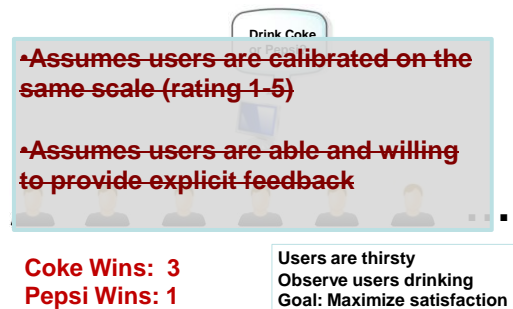 Drink Coke
or Pepsi?
•Assumes users are calibrated on the
same scale (rating 1-5)
•Assumes users are able and willing
to provide explicit feedback
....
Coke Wins: 3
Pepsi Wins: 1
Users are thirsty
Observe users drinking
Goal: Maximize satisfaction